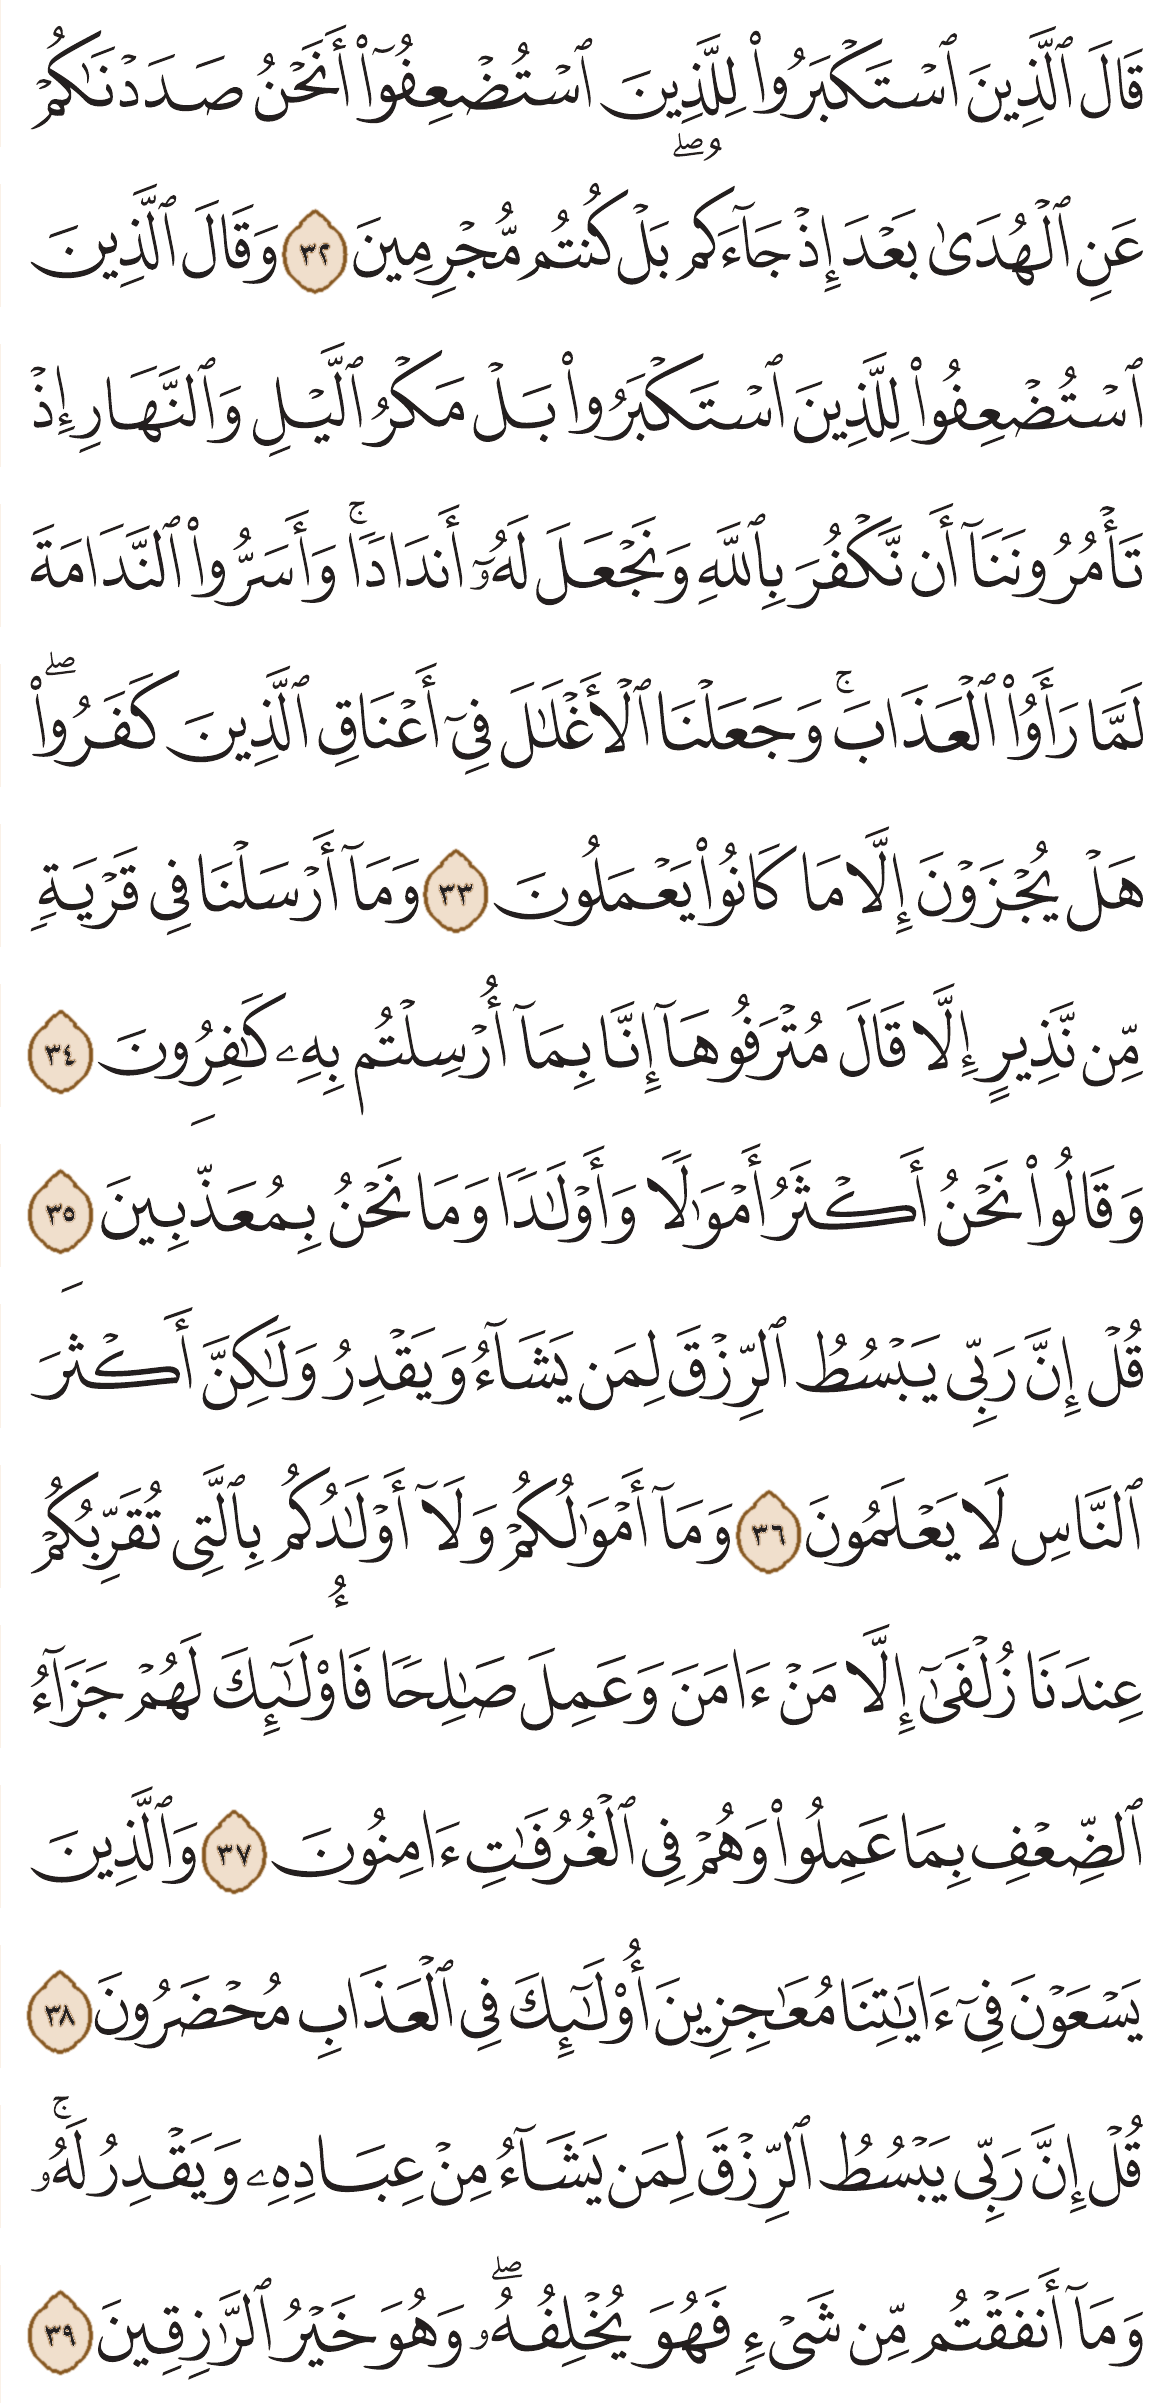 قَالَ ٱلَّذِينَ ٱسۡتَكۡبَرُواْ لِلَّذِينَ ٱسۡتُضۡعِفُوٓاْ أَنَحۡنُ صَدَدۡنَٰكُمۡ
عَنِ ٱلۡهُدَىٰ بَعۡدَ إِذۡ جَآءَكُمۖ بَلۡ كُنتُم مُّجۡرِمِينَ ٣٢ وَقَالَ ٱلَّذِينَ
ٱسۡتُضۡعِفُواْ لِلَّذِينَ ٱسۡتَكۡبَرُواْ بَلۡ مَكۡرُ ٱلَّيۡلِ وَٱلنَّهَارِ إِذۡ
تَأۡمُرُونَنَآ أَن نَّكۡفُرَ بِٱللَّهِ وَنَجۡعَلَ لَهُۥٓ أَندَادٗاۚ وَأَسَرُّواْ ٱلنَّدَامَةَ
لَمَّا رَأَوُاْ ٱلۡعَذَابَۚ وَجَعَلۡنَا ٱلۡأَغۡلَٰلَ فِيٓ أَعۡنَاقِ ٱلَّذِينَ كَفَرُواْۖ
هَلۡ يُجۡزَوۡنَ إِلَّا مَا كَانُواْ يَعۡمَلُونَ ٣٣ وَمَآ أَرۡسَلۡنَا فِي قَرۡيَةٖ
مِّن نَّذِيرٍ إِلَّا قَالَ مُتۡرَفُوهَآ إِنَّا بِمَآ أُرۡسِلۡتُم بِهِۦ كَٰفِرُونَ ٣٤
وَقَالُواْ نَحۡنُ أَكۡثَرُ أَمۡوَٰلٗا وَأَوۡلَٰدٗا وَمَا نَحۡنُ بِمُعَذَّبِينَ ٣٥
قُلۡ إِنَّ رَبِّي يَبۡسُطُ ٱلرِّزۡقَ لِمَن يَشَآءُ وَيَقۡدِرُ وَلَٰكِنَّ أَكۡثَرَ
ٱلنَّاسِ لَا يَعۡلَمُونَ ٣٦ وَمَآ أَمۡوَٰلُكُمۡ وَلَآ أَوۡلَٰدُكُم بِٱلَّتِي تُقَرِّبُكُمۡ
عِندَنَا زُلۡفَىٰٓ إِلَّا مَنۡ ءَامَنَ وَعَمِلَ صَٰلِحٗا فَأُوْلَٰٓئِكَ لَهُمۡ جَزَآءُ
ٱلضِّعۡفِ بِمَا عَمِلُواْ وَهُمۡ فِي ٱلۡغُرُفَٰتِ ءَامِنُونَ ٣٧ وَٱلَّذِينَ
يَسۡعَوۡنَ فِيٓ ءَايَٰتِنَا مُعَٰجِزِينَ أُوْلَٰٓئِكَ فِي ٱلۡعَذَابِ مُحۡضَرُونَ ٣٨
قُلۡ إِنَّ رَبِّي يَبۡسُطُ ٱلرِّزۡقَ لِمَن يَشَآءُ مِنۡ عِبَادِهِۦ وَيَقۡدِرُ لَهُۥۚ
وَمَآ أَنفَقۡتُم مِّن شَيۡءٖ فَهُوَ يُخۡلِفُهُۥۖ وَهُوَ خَيۡرُ ٱلرَّٰزِقِينَ ٣٩